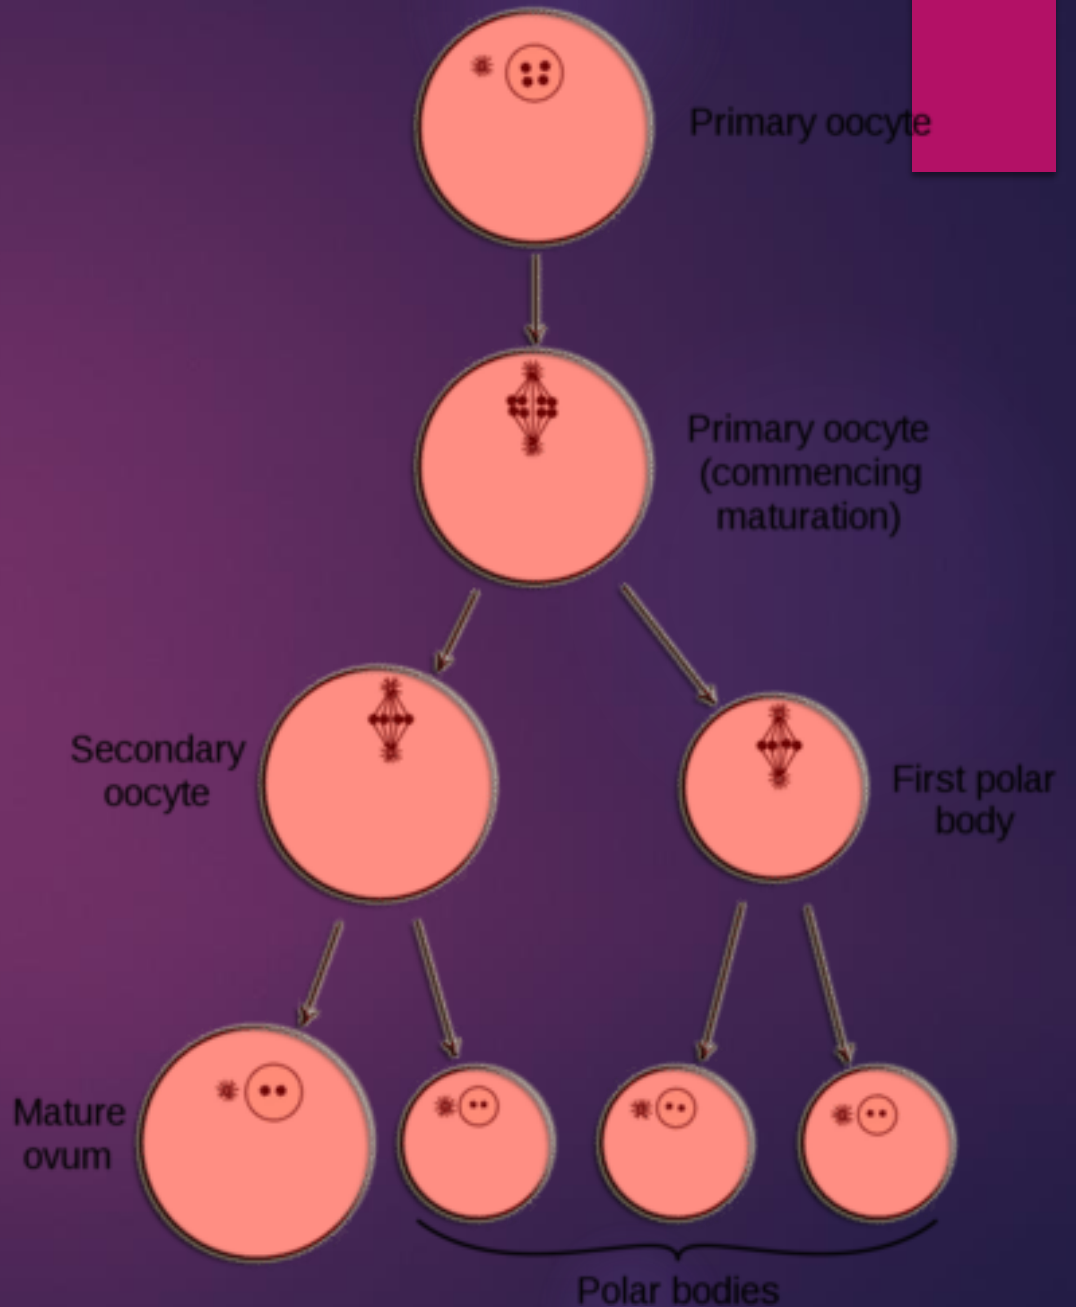 Primary oocyte
Primary oocyte
(commencing
maturation)
Secondary
oocyte
First polar
body
Mature
ovum
Polar bodies